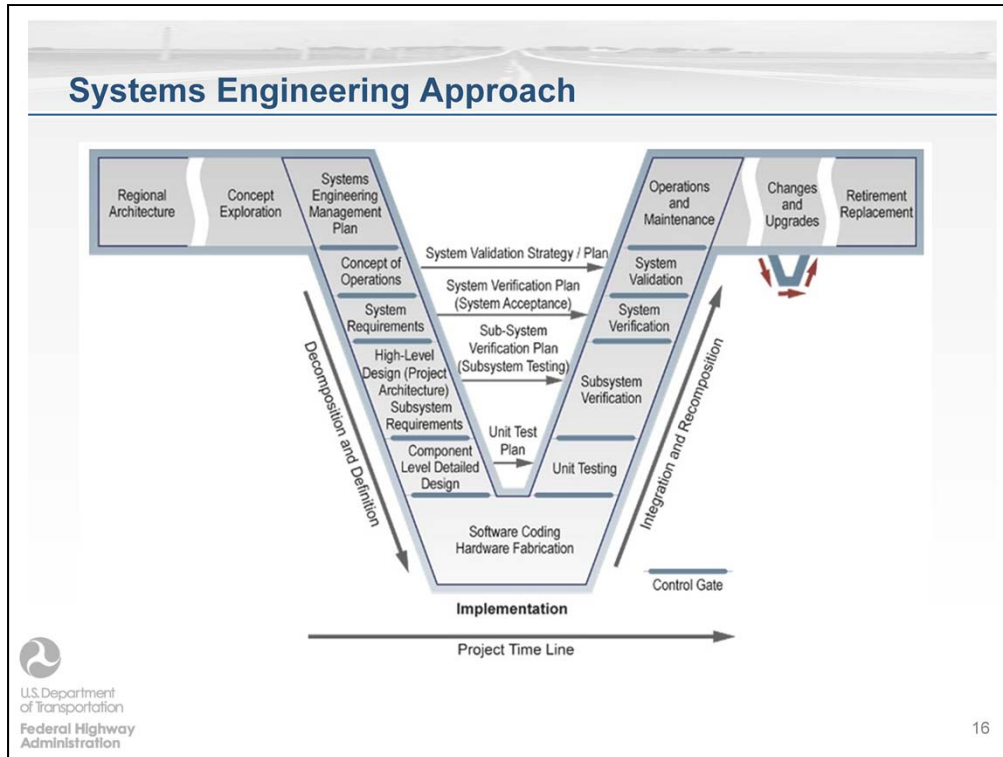 Systems Engineering Approach
Regional
Architecture
Concept
Exploration
Systems
Engineering
Management
Plan
Operations
and
Maintenance
Changes
and
Upgrades
Retirement
Replacement
System Validation Strategy / Plan
Concept of
Operations
System
Validation
System Verification Plan
(System Acceptance)
System
Requirements
System
Verification
Sub-System
Verification Plan
(Subsystem Testing)
High-Level
Design (Project
Architecture)
Subsystem
Requirements
Subsystem
Verification
Unit Test
Plan
Component
Level Detailed
Design
Unit Testing
Decomposition and Definition
Integration and Recomposition
Software Coding
Hardware Fabrication
Control Gate
Implementation
Project Time Line
U.S. Department
of Transportation
Federal Highway
Administration
16